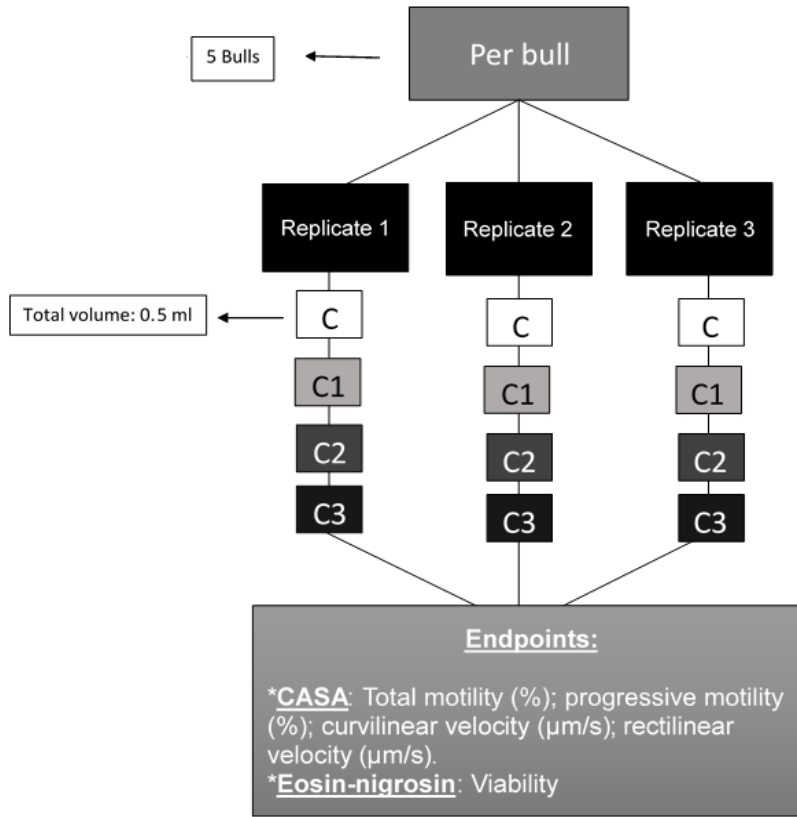 5 Bulls
Per bull
Replicate 1
Replicate 2
Replicate 3
Total volume: 0.5 ml
C
C
C
C1
C1
C1
C2
C2
C2
C3
C3
C3
Endpoints:
*CASA: Total motility (%); progressive motility
(%); curvilinear velocity (µm/s); rectilinear
velocity (µm/s).
*Eosin-nigrosin: Viability